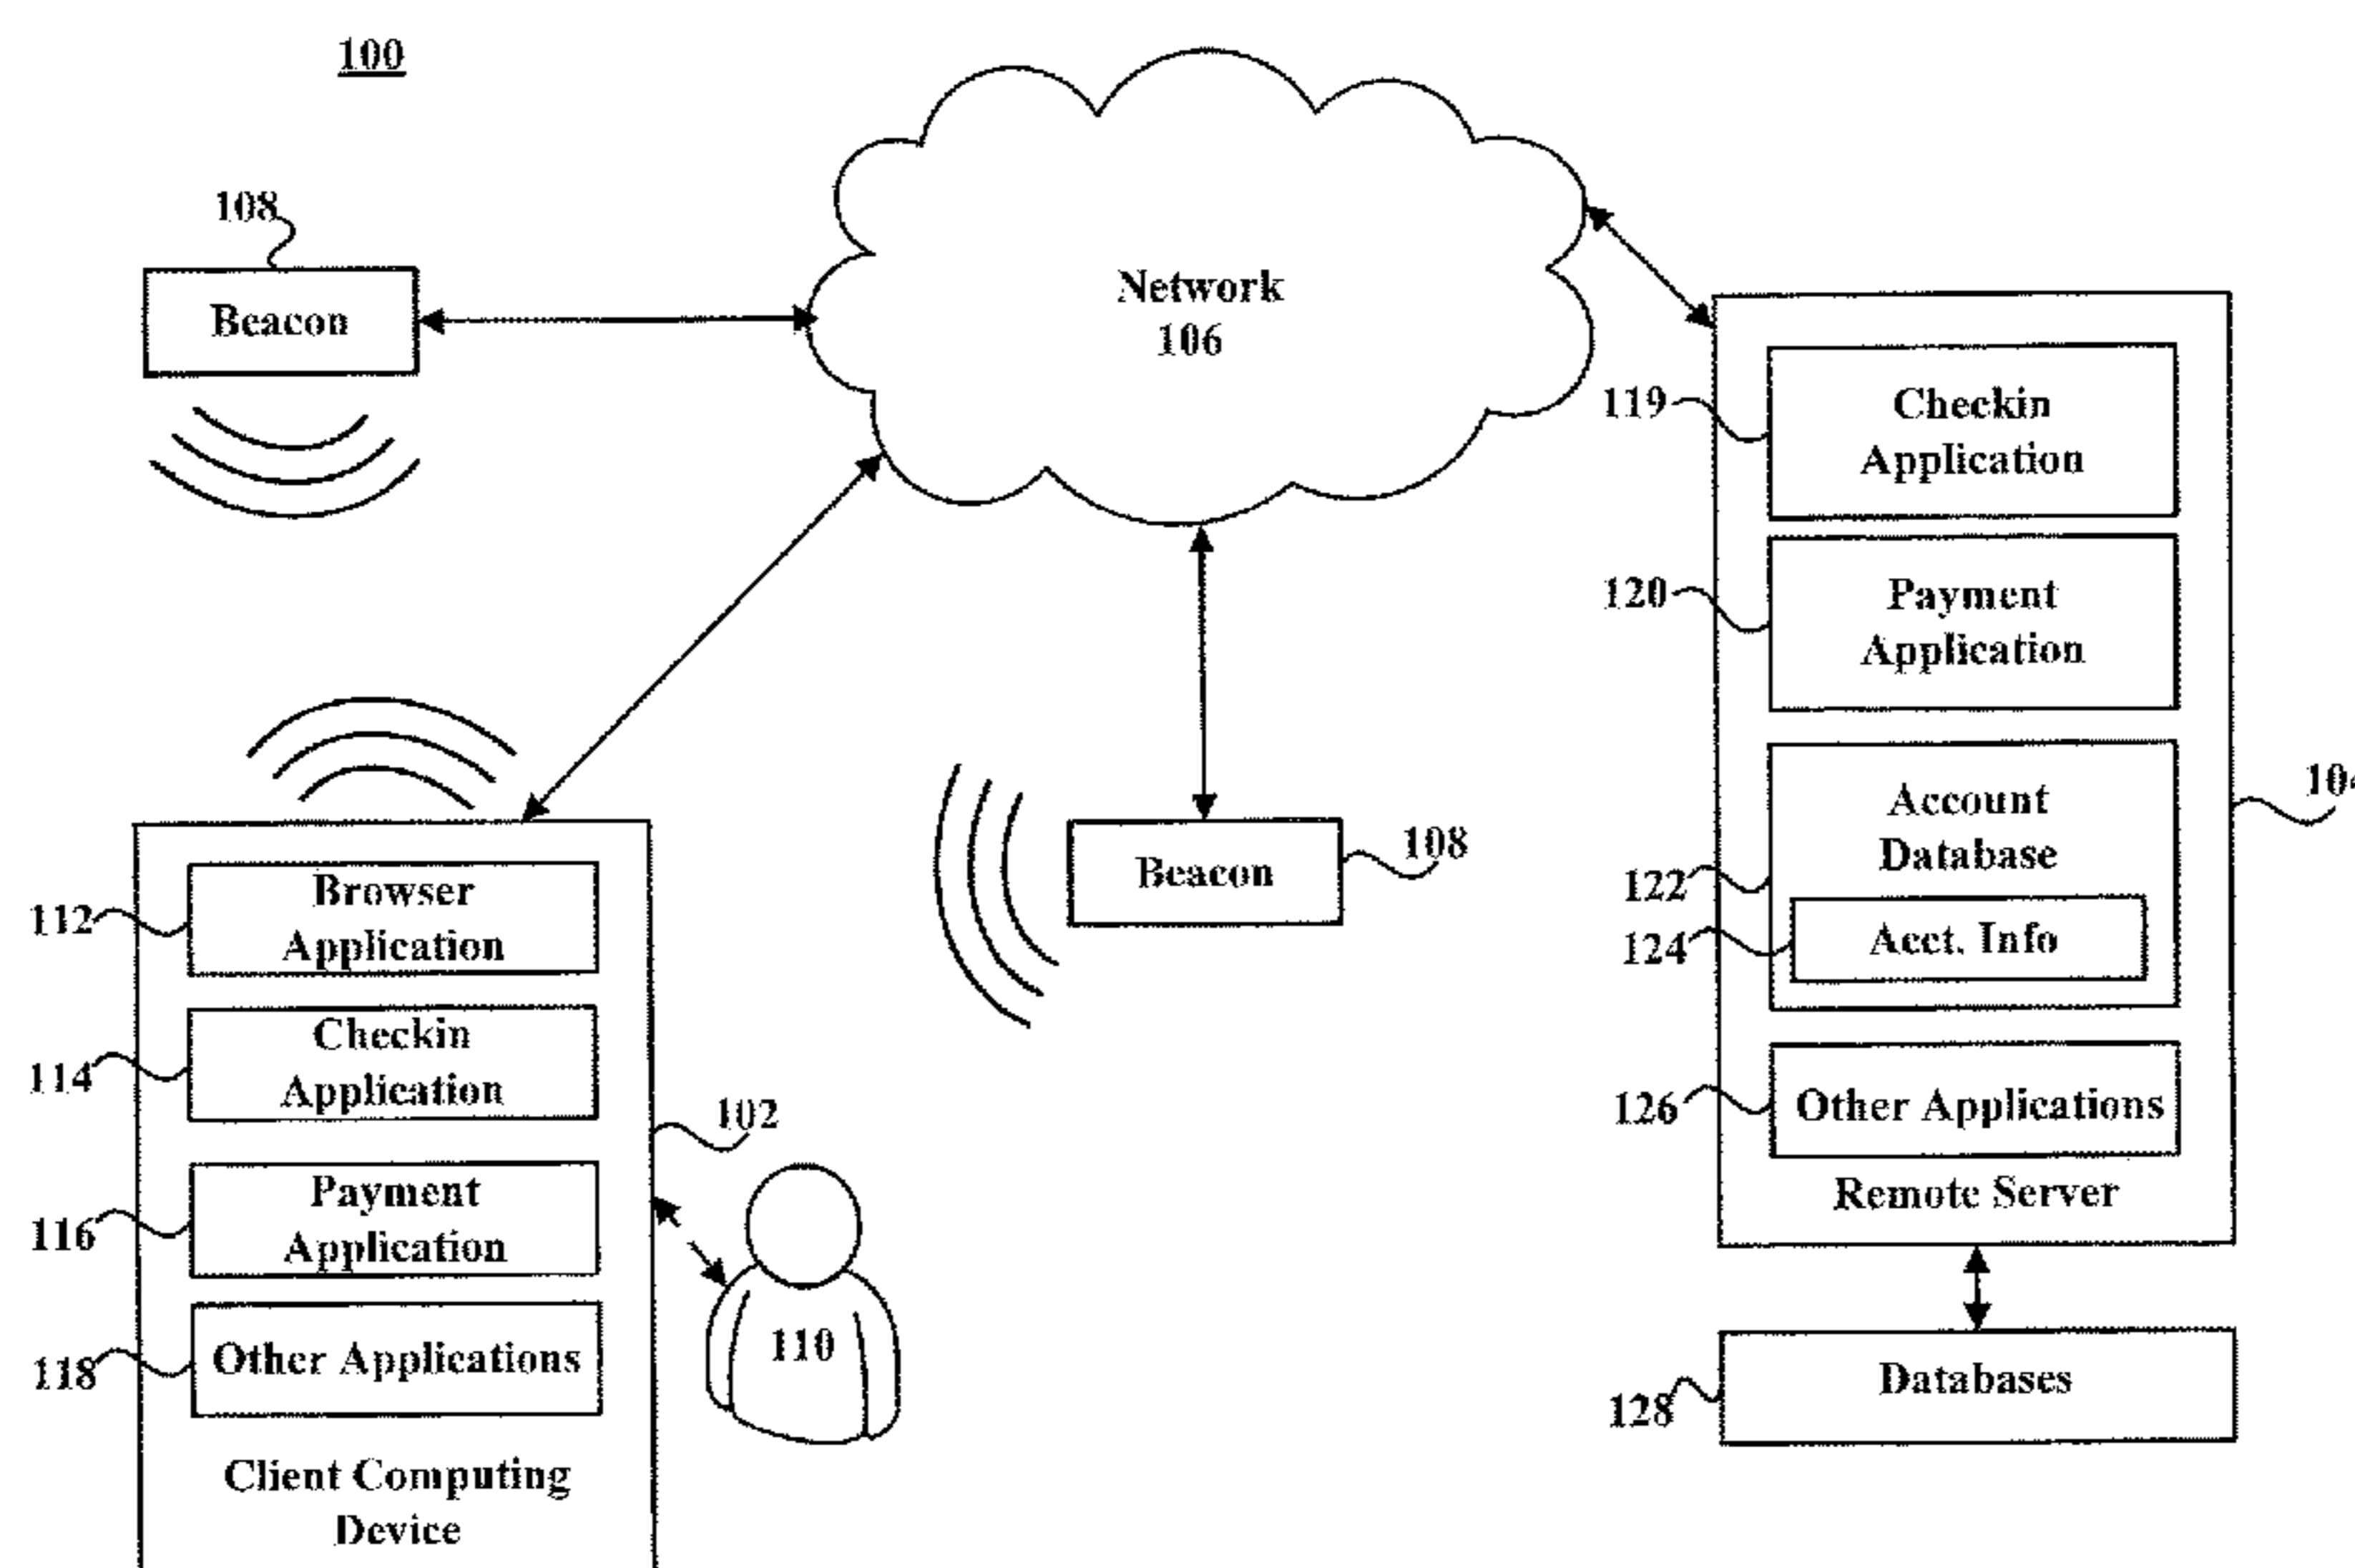 100
108
Beacon
Network
106
119
Checkin
Application
120
Payment
Application
104
Account
Database
122
124
Acct. Info
126
Other Applications
Remote Server
128
Databases
Beacon
108
112
Browser
Application
114
Checkin
Application
102
116
Payment
Application
110
118
Other Applications
Client Computing
Device